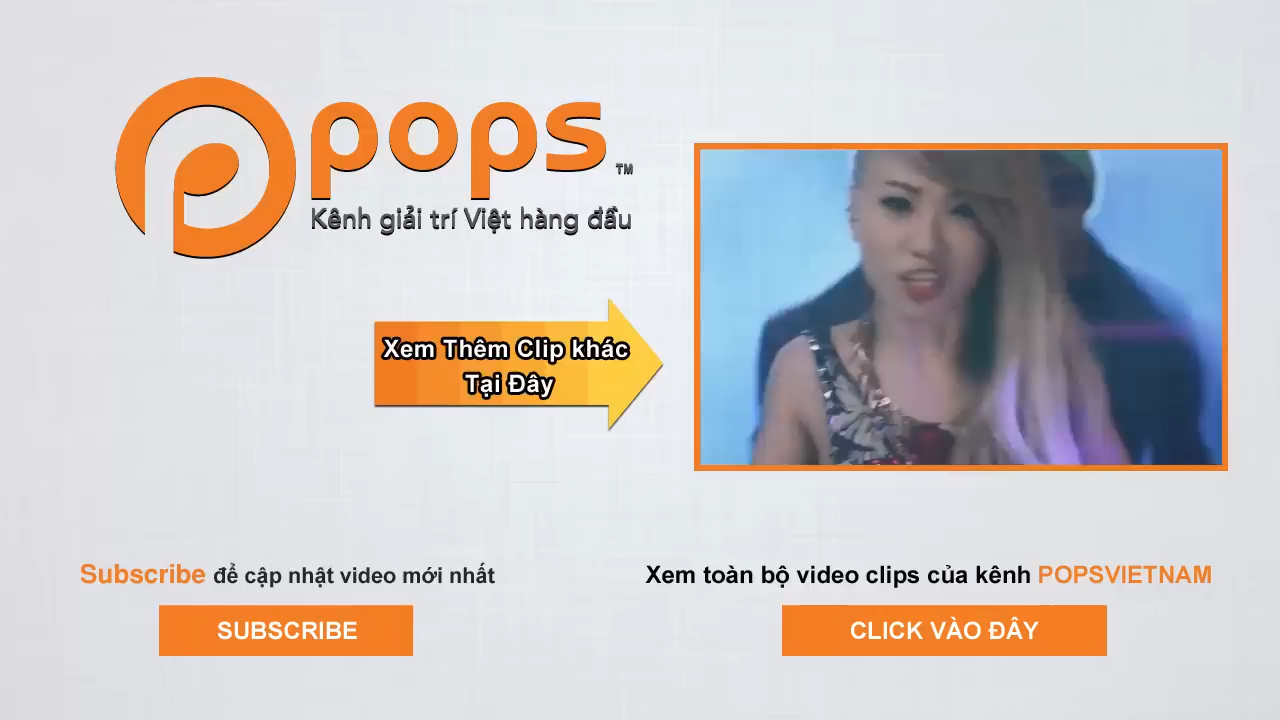 pops
TM
Kênh giải trí Việt hàng đầu
Xem Thêm Clip khác
Tại Đây
Subscribe để cập nhật video mới nhất
SUBSCRIBE
Xem toàn bộ video clips của kênh POPSVIETNAM
CLICK VÀO ĐÂY